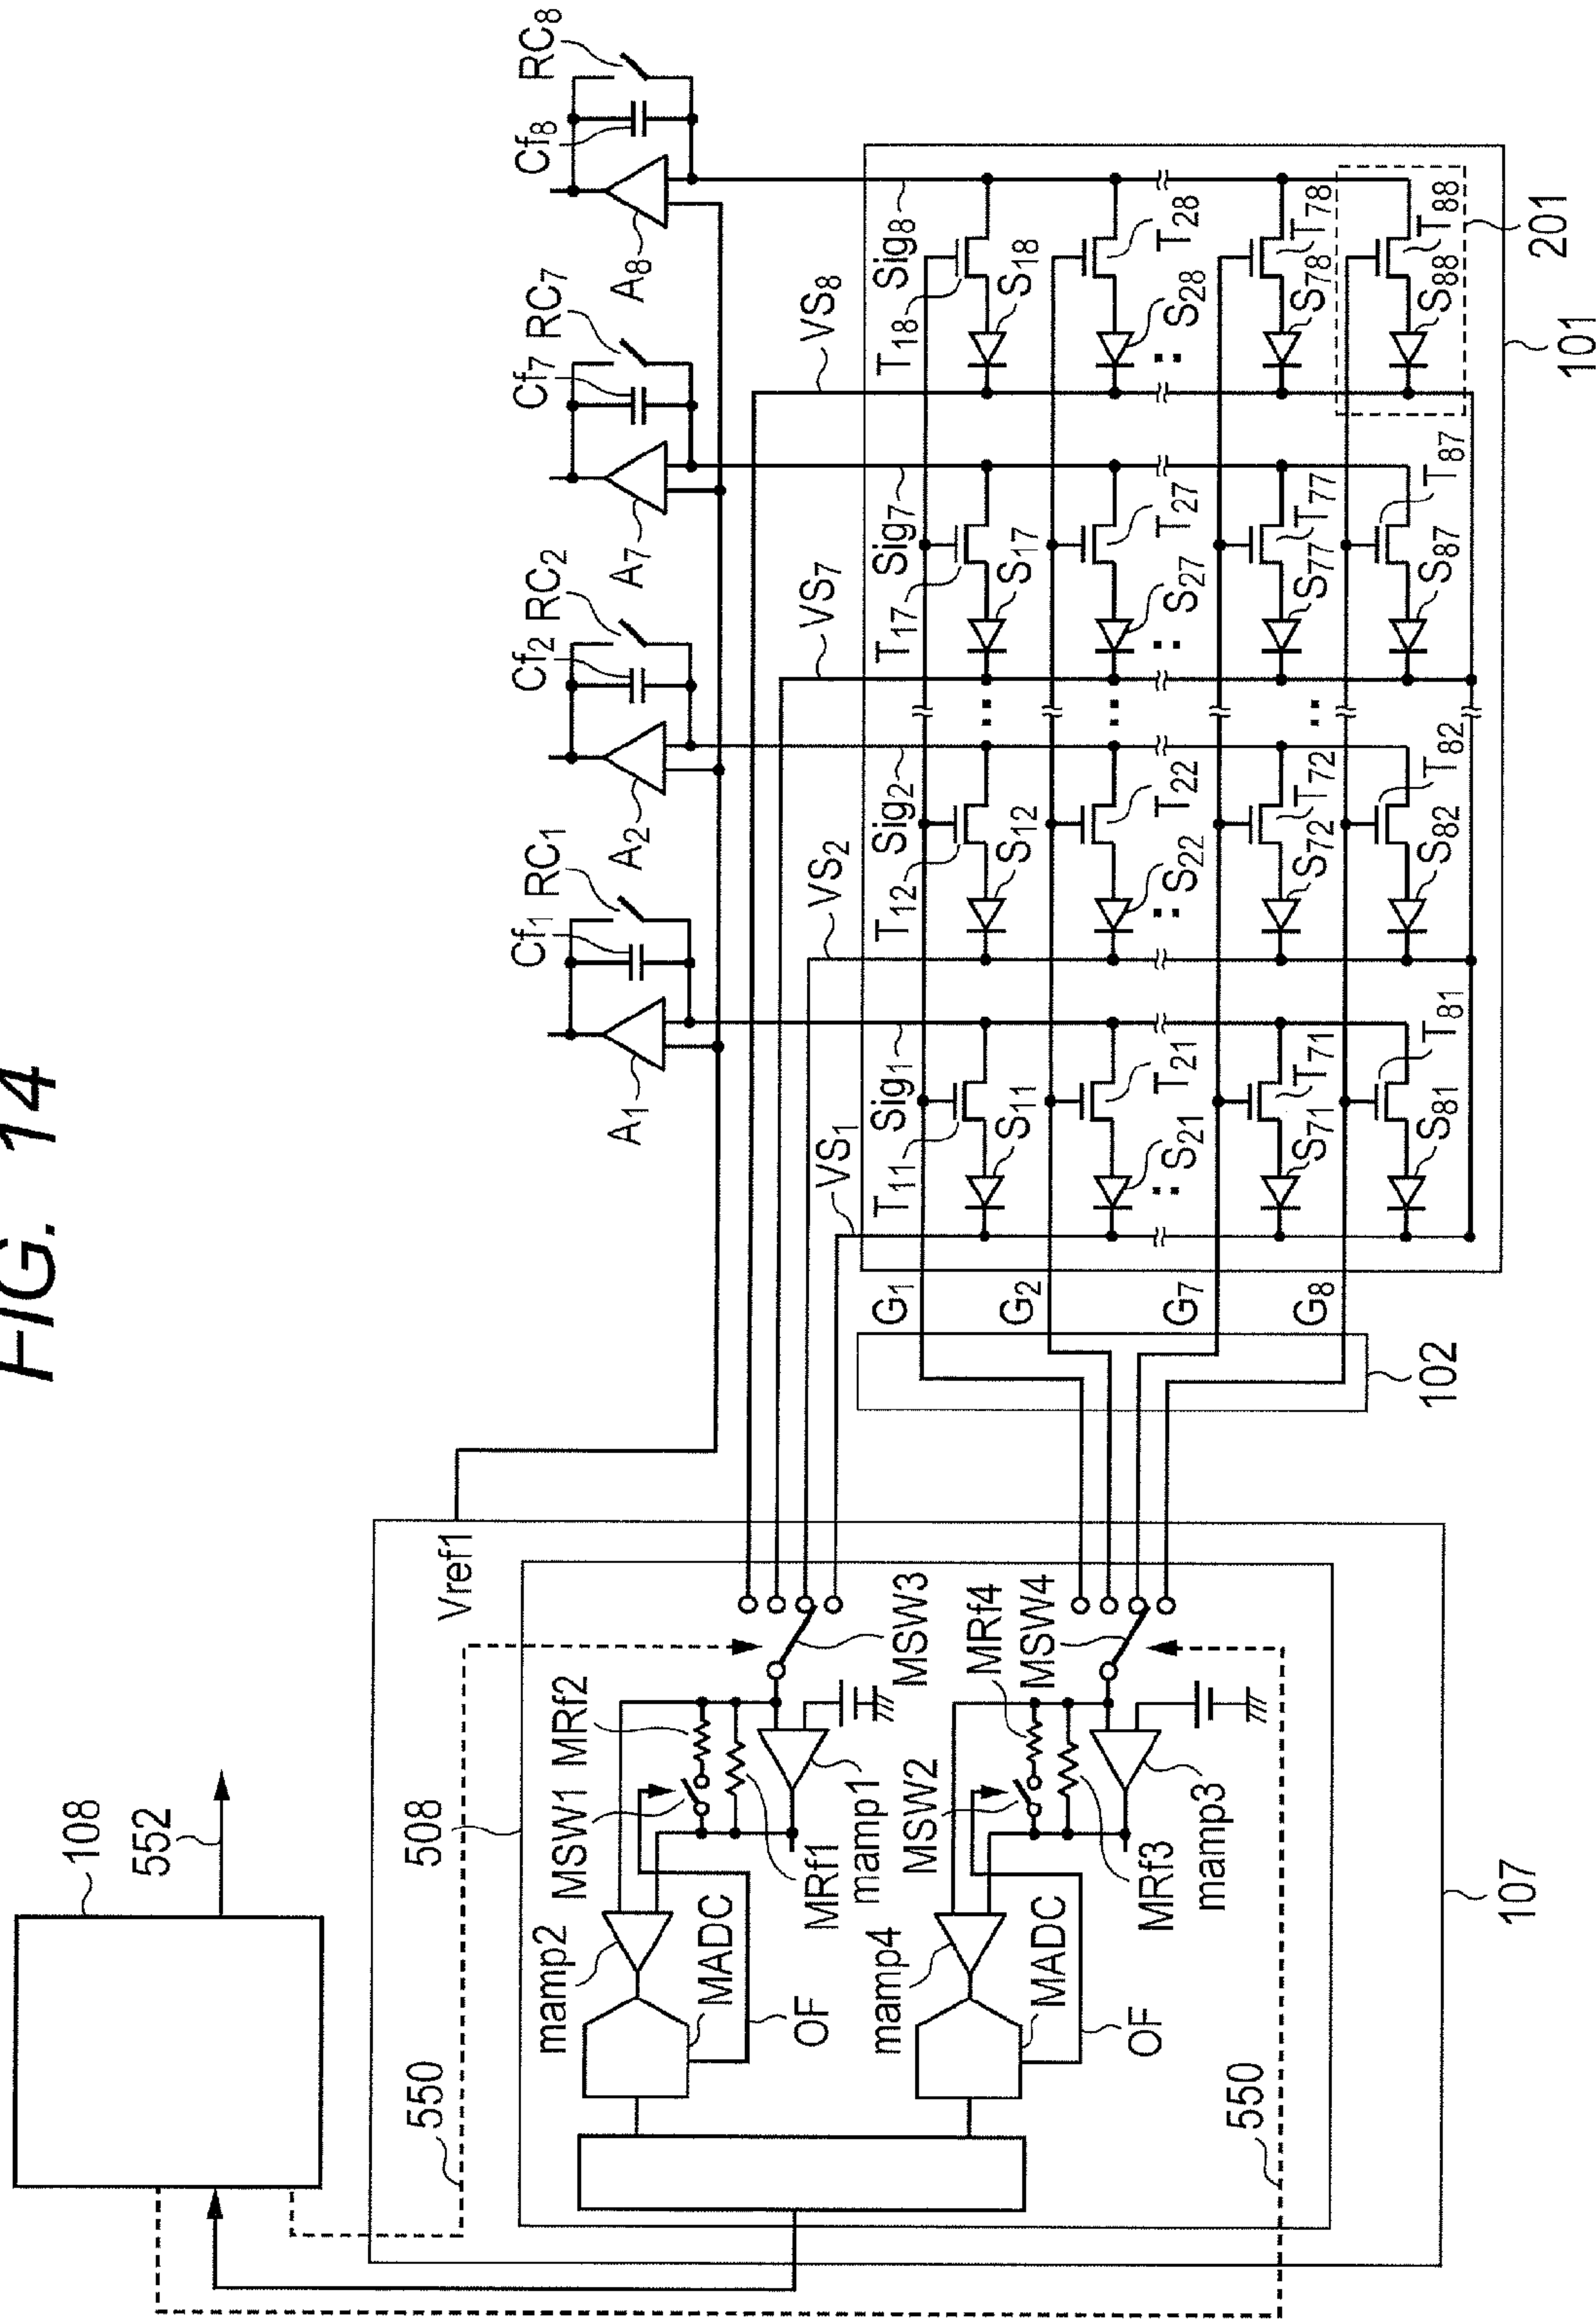 FIG. 14
108
552
550
508
Vref1
mamp2
MSW1
MRf2
MADC
OF
MRf1
mamp1
MSW3
mamp4
MSW2
MRf4
MSW4
MADC
OF
MRf3
mamp3
550
107
A1
Cf1
RC1
A2
Cf2
RC2
A7
Cf7
RC7
A8
Cf8
RC8
VS1
VS2
VS7
VS8
G1
T11
Sig1
S11
T12
Sig2
S12
T17
Sig7
S17
T18
Sig8
S18
G2
S21
T21
S22
T22
S27
T27
S28
T28
G7
S71
T71
S72
T72
S77
T77
S78
T78
G8
S81
T81
S82
T82
S87
T87
S88
T88
102
201
101